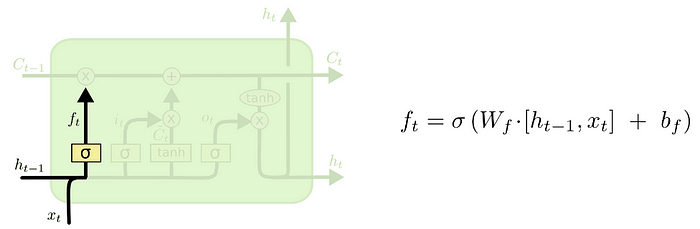 h_t
C_{t-1}
C_t
x
+
tanh
f_t
i_t
C̃_t
o_t
x
x
σ
σ
tanh
σ
h_{t-1}
h_t
x_t
f_t = σ (W_f · [h_{t-1}, x_t] + b_f)